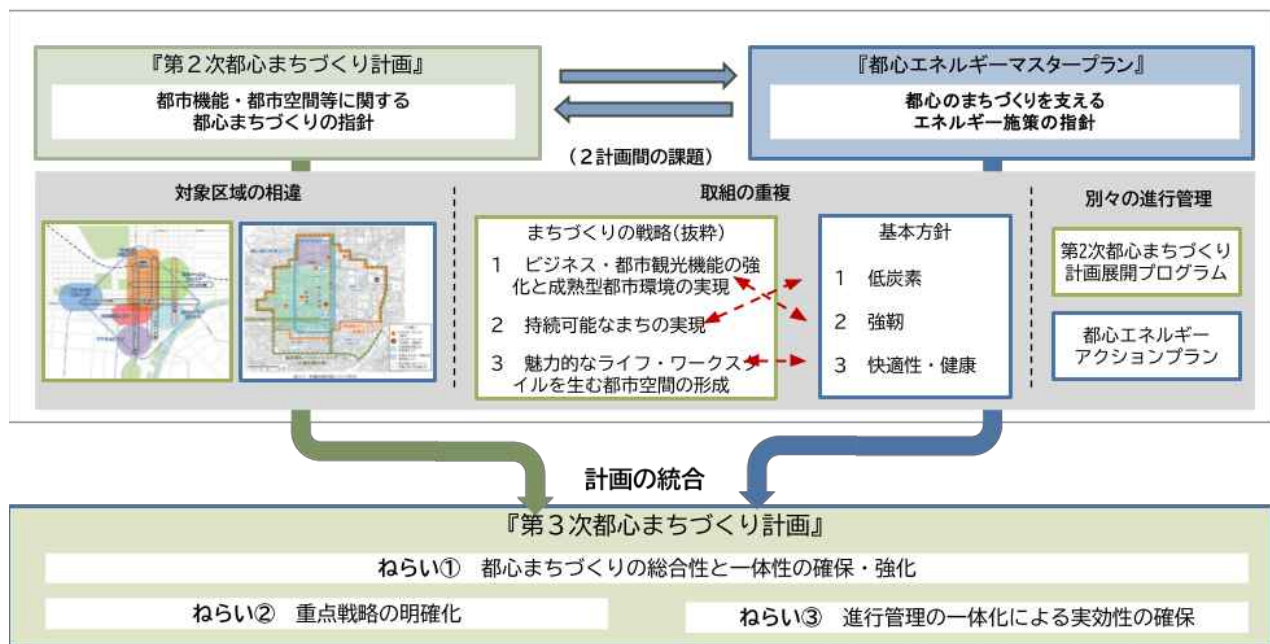 『第２次都心まちづくり計画』
都市機能・都市空間等に関する
都心まちづくりの指針
『都心エネルギーマスタープラン』
都心のまちづくりを支える
エネルギー施策の指針
（２計画間の課題）
対象区域の相違
取組の重複
まちづくりの戦略(抜粋)
１　ビジネス・都市観光機能の強
化と成熟型都市環境の実現
２　持続可能なまちの実現
３　魅力的なライフ・ワークスタ
イルを生む都市空間の形成
基本方針
１　低炭素
２　強靭
３　快適性・健康
別々の進行管理
第2次都心まちづくり
計画展開プログラム
都心エネルギー
アクションプラン
計画の統合
『第３次都心まちづくり計画』
ねらい①　都心まちづくりの総合性と一体性の確保・強化
ねらい②　重点戦略の明確化
ねらい③　進行管理の一体化による実効性の確保